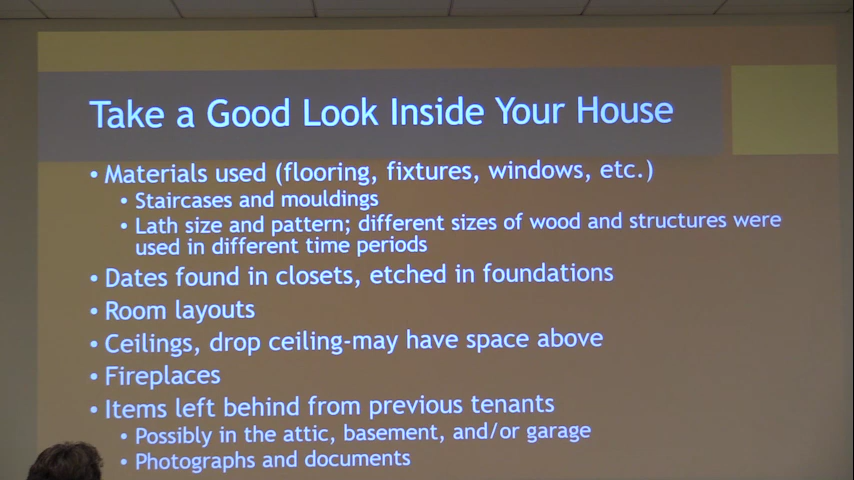 Take a Good Look Inside Your House
• Materials used (flooring, fixtures, windows, etc.)
• Staircases and mouldings
• Lath size and pattern; different sizes of wood and structures were
used in different time periods
• Dates found in closets, etched in foundations
• Room layouts
• Ceilings, drop ceiling-may have space above
• Fireplaces
• Items left behind from previous tenants
• Possibly in the attic, basement, and/or garage
• Photographs and documents